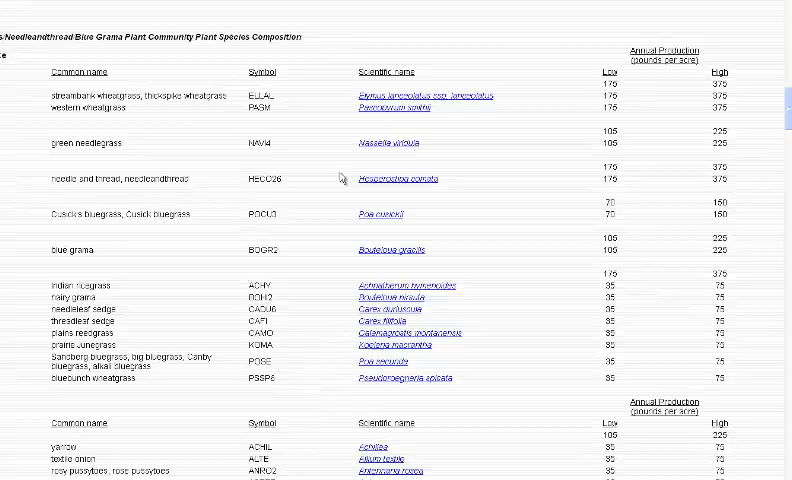 s/Needleandthread/Blue Grama Plant Community Plant Species Composition
Annual Production
(pounds per acre)
Common name Symbol Scientific name Low High
175 375
streambank wheatgrass, thickspike wheatgrass ELLAL Elymus lanceolatus ssp. lanceolatus 175 375
western wheatgrass PASM Pascopyrum smithii 175 375
105 225
green needlegrass NAVI4 Nassella viridula 105 225
175 375
needle and thread, needleandthread HECO26 Hesperostipa comata 175 375
70 150
Cusick's bluegrass, Cusick bluegrass POCU3 Poa cusickii 70 150
105 225
blue grama BOGR2 Bouteloua gracilis 105 225
175 375
Indian ricegrass ACHY Achnatherum hymenoides 35 75
hairy grama BOHI2 Bouteloua hirsuta 35 75
needleleaf sedge CADU6 Carex duriuscula 35 75
threadleaf sedge CAFI Carex filifolia 35 75
plains reedgrass CAMO Calamagrostis montanensis 35 75
prairie Junegrass KOMA Koeleria macrantha 35 75
Sandberg bluegrass, big bluegrass, Canby
bluegrass, alkali bluegrass POSE Poa secunda 35 75
bluebunch wheatgrass PSSP6 Pseudoroegneria spicata 35 75
Annual Production
(pounds per acre)
Common name Symbol Scientific name Low High
105 225
yarrow ACHIL Achillea 35 75
textile onion ALTE Allium textile 35 75
rosy pussytoes, rose pussytoes ANRO2 Antennaria rosea 35 75